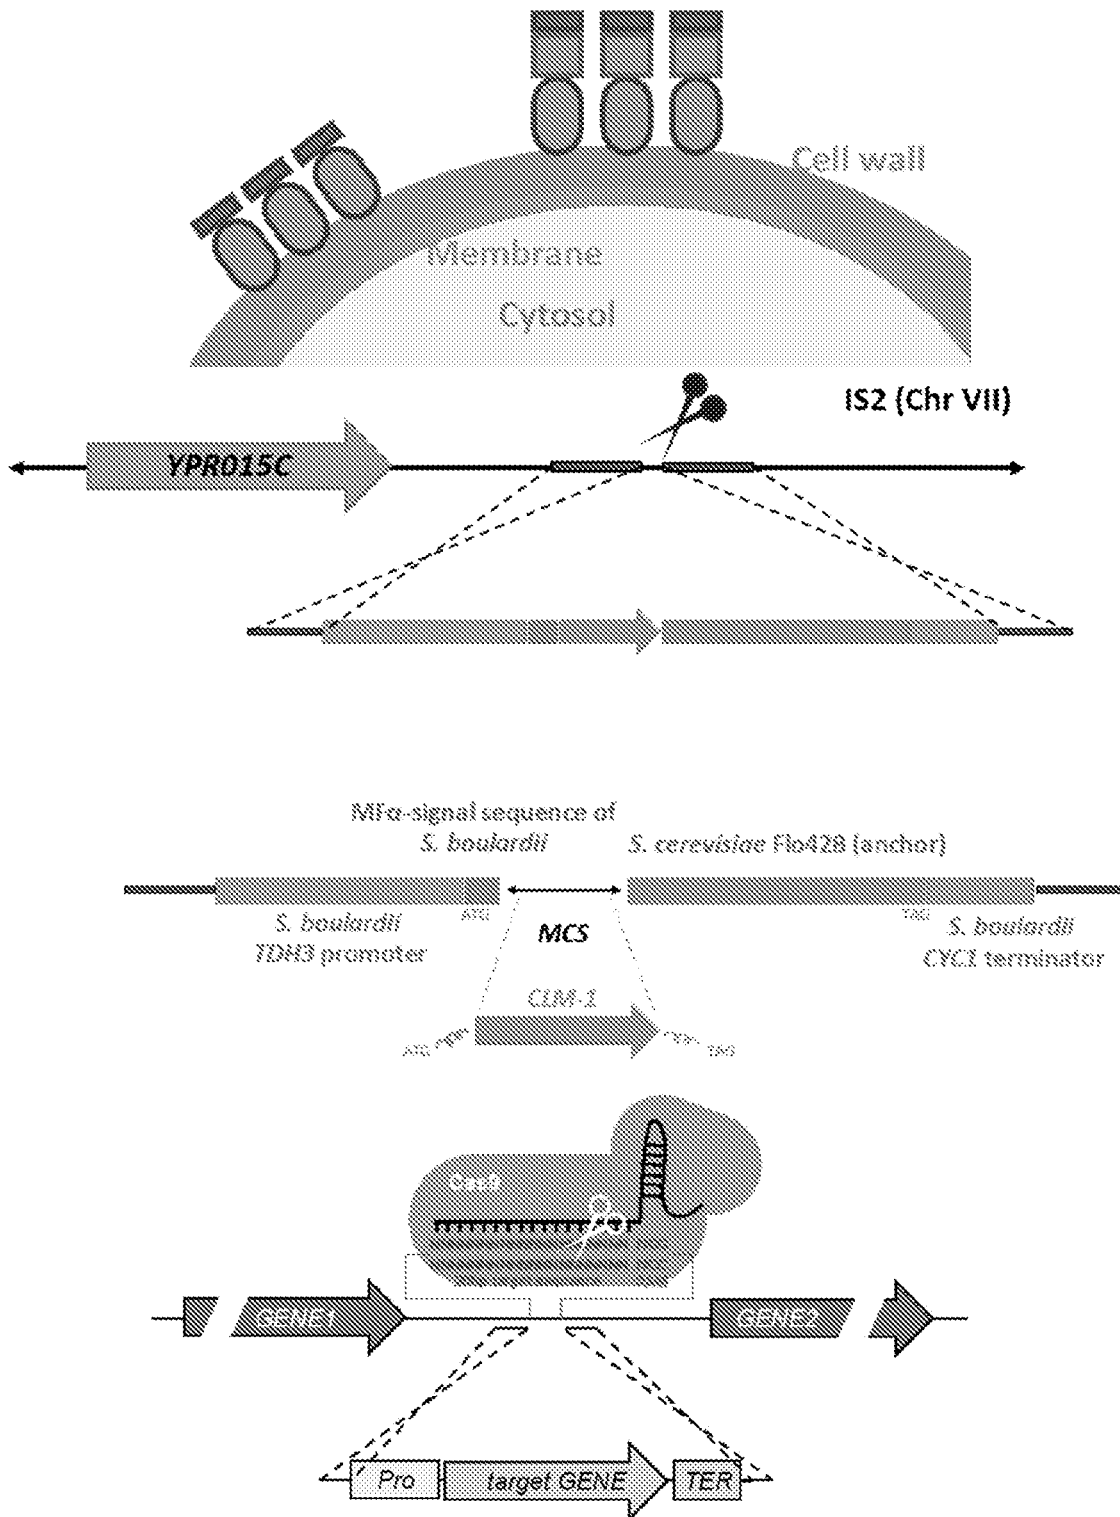 Cell wall
Membrane
Cytosol
IS2 (Chr VII)
YPR015C
MFα-signal sequence of
S. boulardii
S. cerevisiae Flo428 (anchor)
ATG
TAG
S. boulardii
TDH3 promoter
MCS
S. boulardii
CYC1 terminator
CLM-1
ATG
TAG
Cas9
GENE1
GENE2
Pro
target GENE
TER